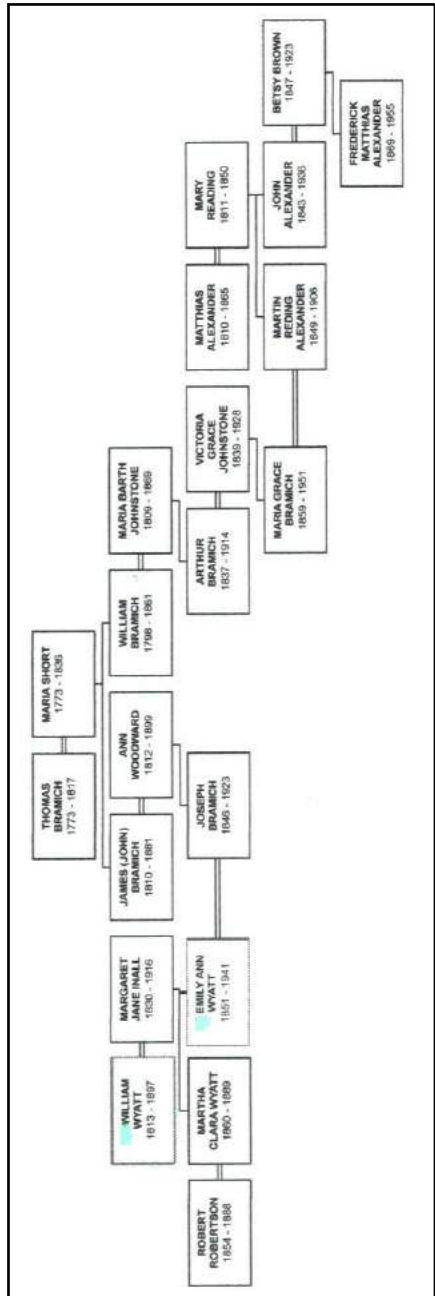 THOMAS
BRAMICH
1773 - 1817
MARIA SHORT
1773 - 1836
WILLIAM
WYATT
1813 - 1897
MARGARET
JANE INALL
1830 - 1916
JAMES (JOHN)
BRAMICH
1810 - 1881
ANN
WOODWARD
1812 - 1899
WILLIAM
BRAMICH
1798 - 1861
MARIA BARTH
JOHNSTONE
1809 - 1869
ROBERT
ROBERTSON
1854 - 1888
MARTHA
CLARA WYATT
1860 - 1889
EMILY ANN
WYATT
1851 - 1941
JOSEPH
BRAMICH
1846 - 1923
ARTHUR
BRAMICH
1837 - 1914
VICTORIA
GRACE
JOHNSTONE
1839 - 1928
MATTHIAS
ALEXANDER
1810 - 1865
MARY
READING
1811 - 1850
MARIA GRACE
BRAMICH
1859 - 1951
MARTIN
REDING
ALEXANDER
1849 - 1906
JOHN
ALEXANDER
1843 - 1936
BETSY BROWN
1847 - 1923
FREDERICK
MATTHIAS
ALEXANDER
1869 - 1955